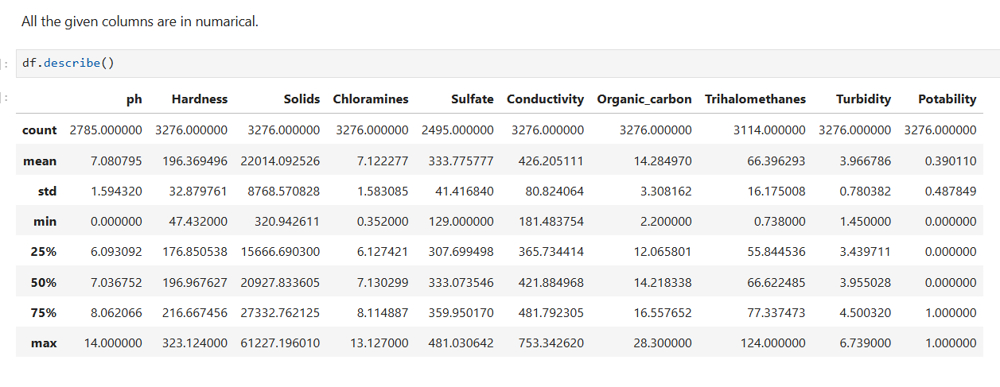 All the given columns are in numarical.
]: df.describe()
]: ph Hardness Solids Chloramines Sulfate Conductivity Organic_carbon Trihalomethanes Turbidity Potability
count 2785.000000 3276.000000 3276.000000 3276.000000 2495.000000 3276.000000 3276.000000 3114.000000 3276.000000 3276.000000
mean 7.080795 196.369496 22014.092526 7.122277 333.775777 426.205111 14.284970 66.396293 3.966786 0.390110
std 1.594320 32.879761 8768.570828 1.583085 41.416840 80.824064 3.308162 16.175008 0.780382 0.487849
min 0.000000 47.432000 320.942611 0.352000 129.000000 181.483754 2.200000 0.738000 1.450000 0.000000
25% 6.093092 176.850538 15666.690300 6.127421 307.699498 365.734414 12.065801 55.844536 3.439711 0.000000
50% 7.036752 196.967627 20927.833605 7.130299 333.073546 421.884968 14.218338 66.622485 3.955028 0.000000
75% 8.062066 216.667456 27332.762125 8.114887 359.950170 481.792305 16.557652 77.337473 4.500320 1.000000
max 14.000000 323.124000 61227.196010 13.127000 481.030642 753.342620 28.300000 124.000000 6.739000 1.000000